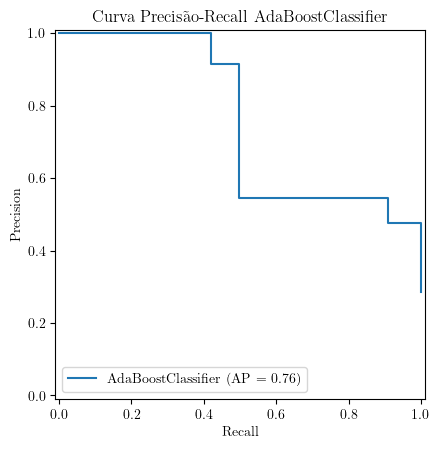 Curva Precisão-Recall AdaBoostClassifier
1.0
0.8
0.6
0.4
0.2
0.0
Precision
AdaBoostClassifier (AP = 0.76)
0.0 0.2 0.4 0.6 0.8 1.0
Recall